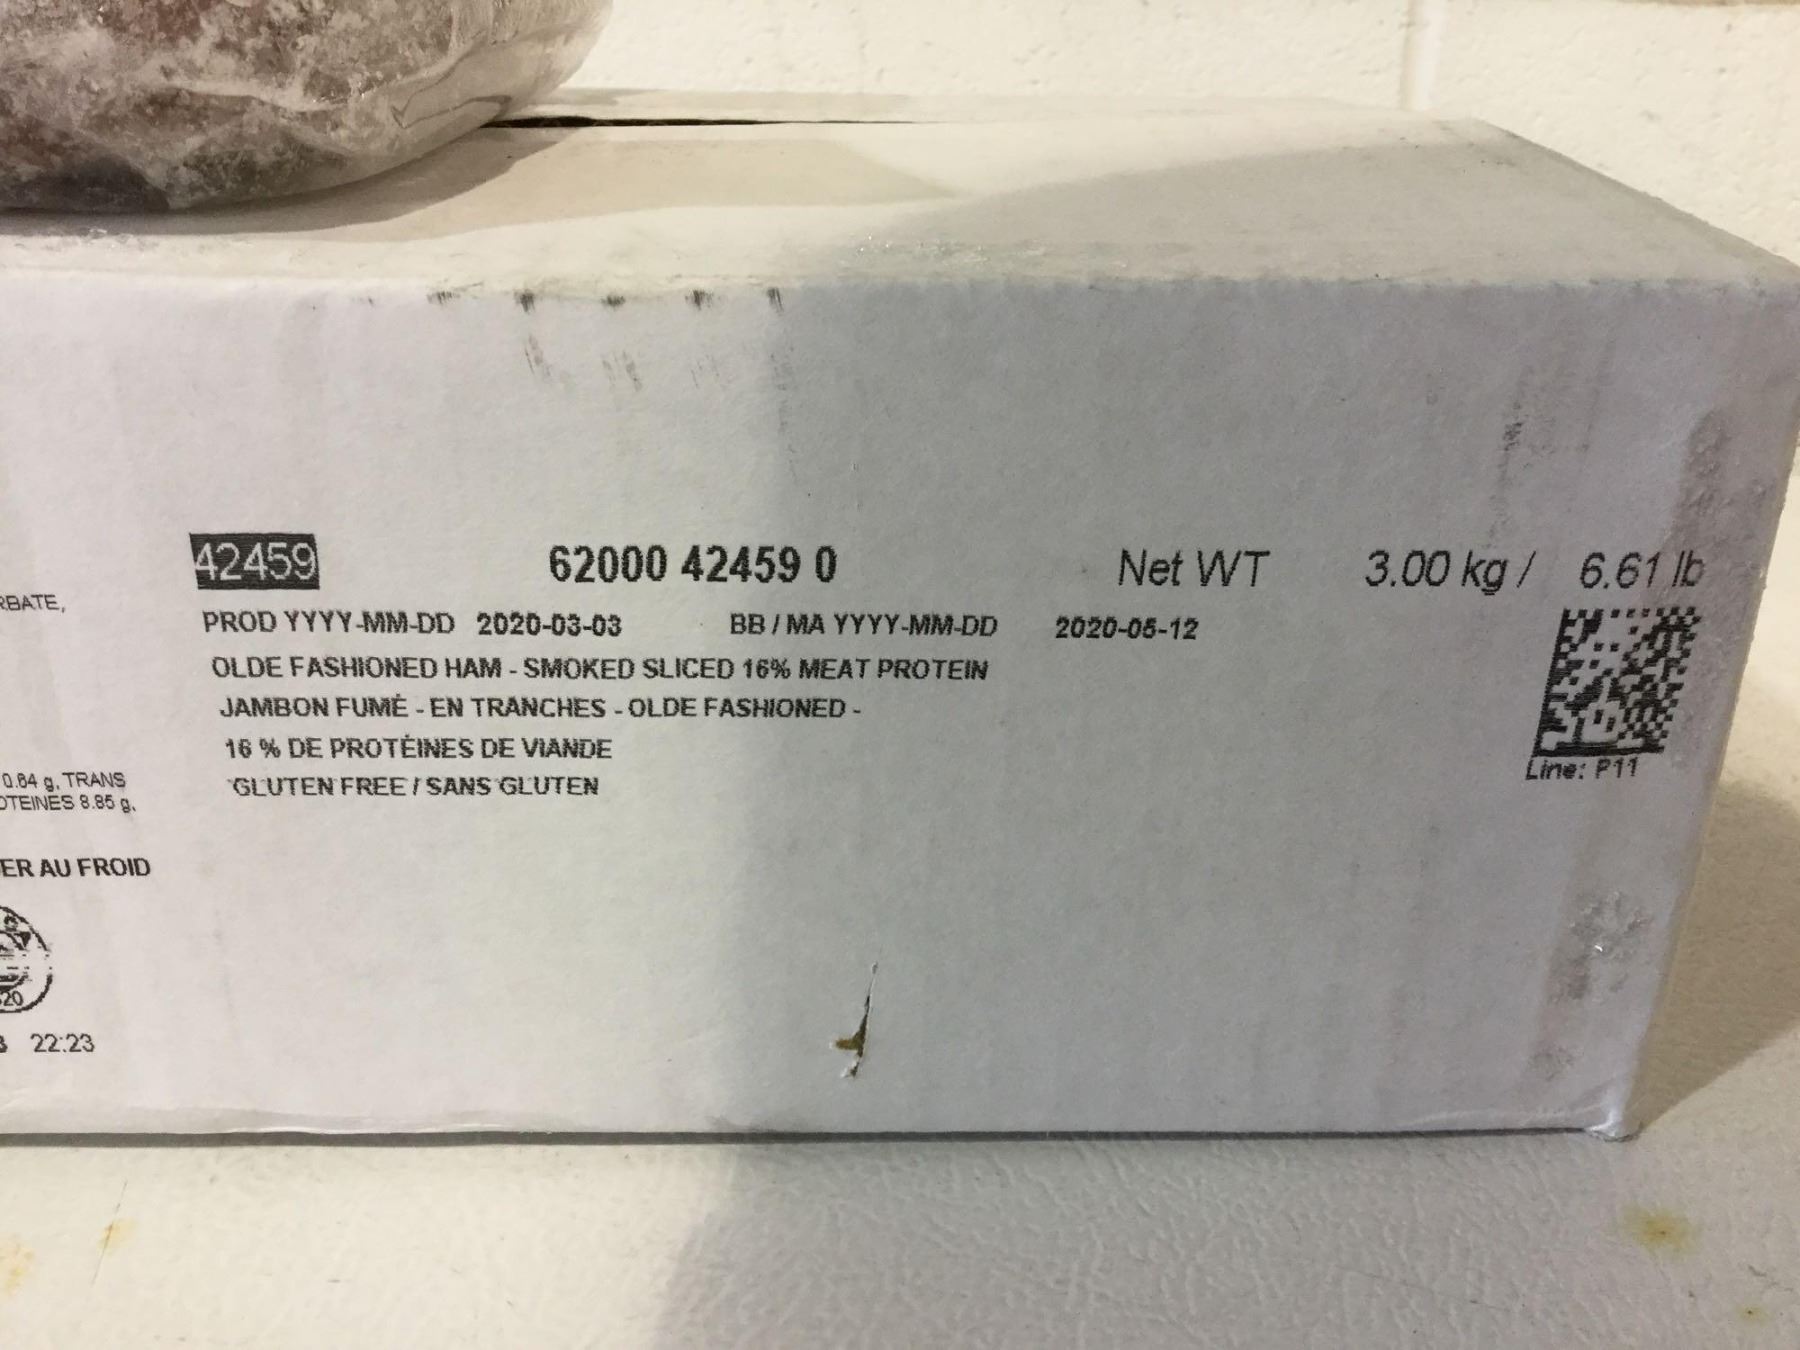 RBATE,
0.84 g, TRANS
OTEINES 8.85 g,
ER AU FROID
22:23
42459 62000 42459 0 Net WT 3.00 kg / 6.61 lb
PROD YYYY-MM-DD 2020-03-03 BB / MA YYYY-MM-DD 2020-05-12
OLDE FASHIONED HAM - SMOKED SLICED 16% MEAT PROTEIN
JAMBON FUMÉ - EN TRANCHES - OLDE FASHIONED -
16 % DE PROTÉINES DE VIANDE
GLUTEN FREE / SANS GLUTEN
Line: P11